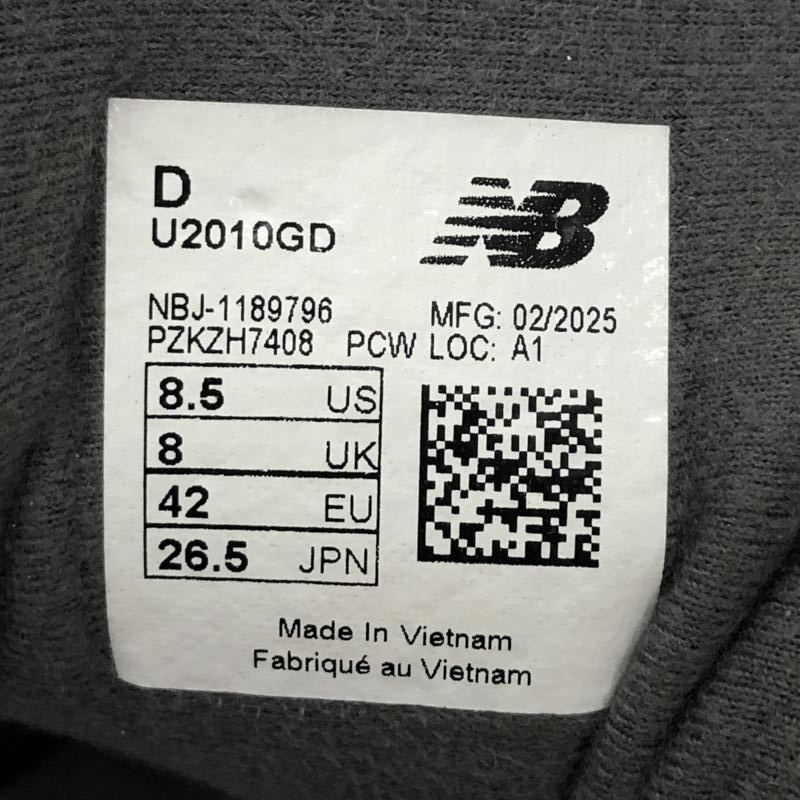 D
U2010GD
NB
NBJ-1189796 MFG: 02/2025
PZKZH7408 PCW LOC: A1
8.5 US
8 UK
42 EU
26.5 JPN
Made In Vietnam
Fabriqué au Vietnam